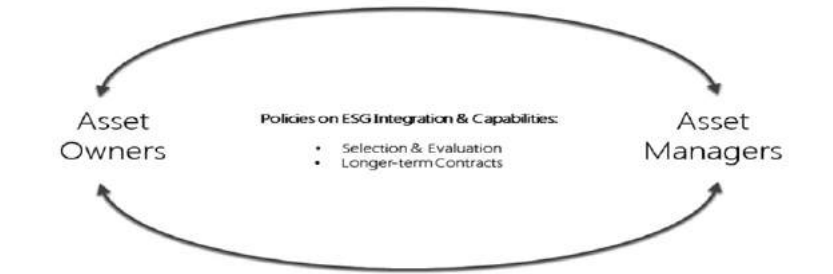 Asset
Owners
Policies on ESG Integration & Capabilities:
• Selection & Evaluation
• Longer-term Contracts
Asset
Managers